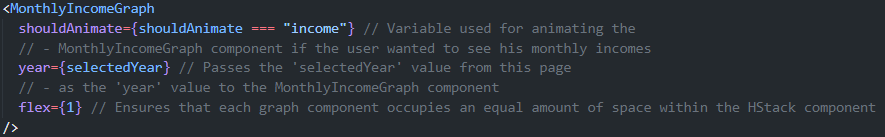 <MonthlyIncomeGraph
shouldAnimate={shouldAnimate === "income"} // Variable used for animating the
// - MonthlyIncomeGraph component if the user wanted to see his monthly incomes
year={selectedYear} // Passes the 'selectedYear' value from this page
// - as the 'year' value to the MonthlyIncomeGraph component
flex={1} // Ensures that each graph component occupies an equal amount of space within the HStack component
/>